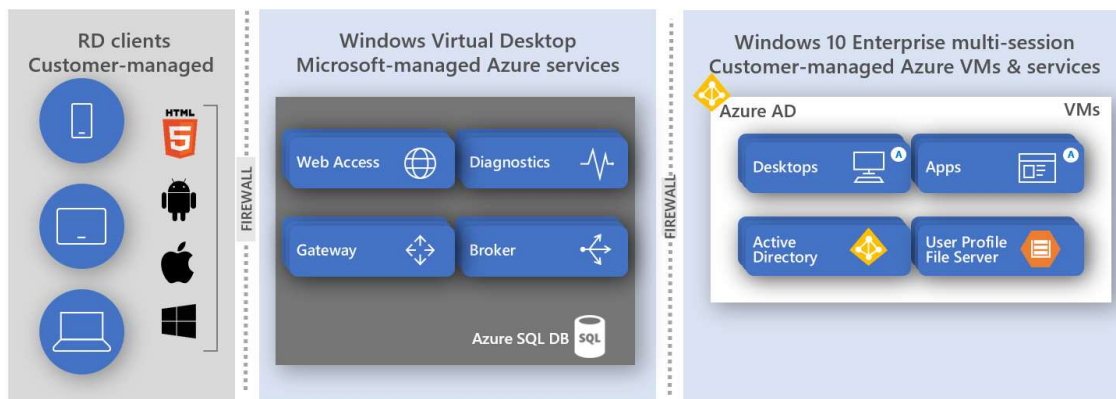 RD clients
Customer-managed
HTML
5
FIREWALL
Windows Virtual Desktop
Microsoft-managed Azure services
Web Access
Diagnostics
Gateway
Broker
Azure SQL DB
SQL
FIREWALL
Windows 10 Enterprise multi-session
Customer-managed Azure VMs & services
Azure AD
VMs
Desktops
A
Apps
A
Active
Directory
User Profile
File Server